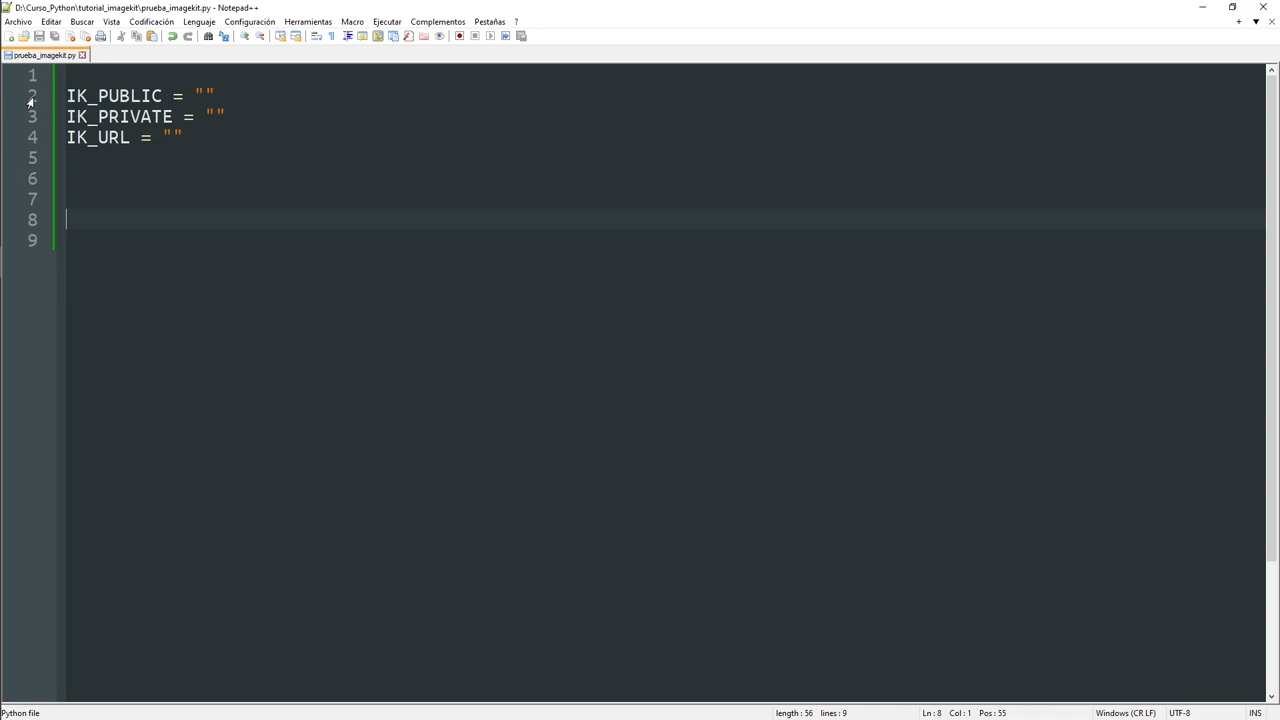 D:\Curso_Python\tutorial_imagekit\prueba_imagekit.py - Notepad++
Archivo Editar Buscar Vista Codificación Lenguaje Configuración Herramientas Macro Ejecutar Complementos Pestañas ?
prueba_imagekit.py
1
2 IK_PUBLIC = ""
3 IK_PRIVATE = ""
4 IK_URL = ""
5
6
7
8
9
Python file length : 56 lines : 9 Ln : 8 Col : 1 Pos : 55 Windows (CR LF) UTF-8 INS